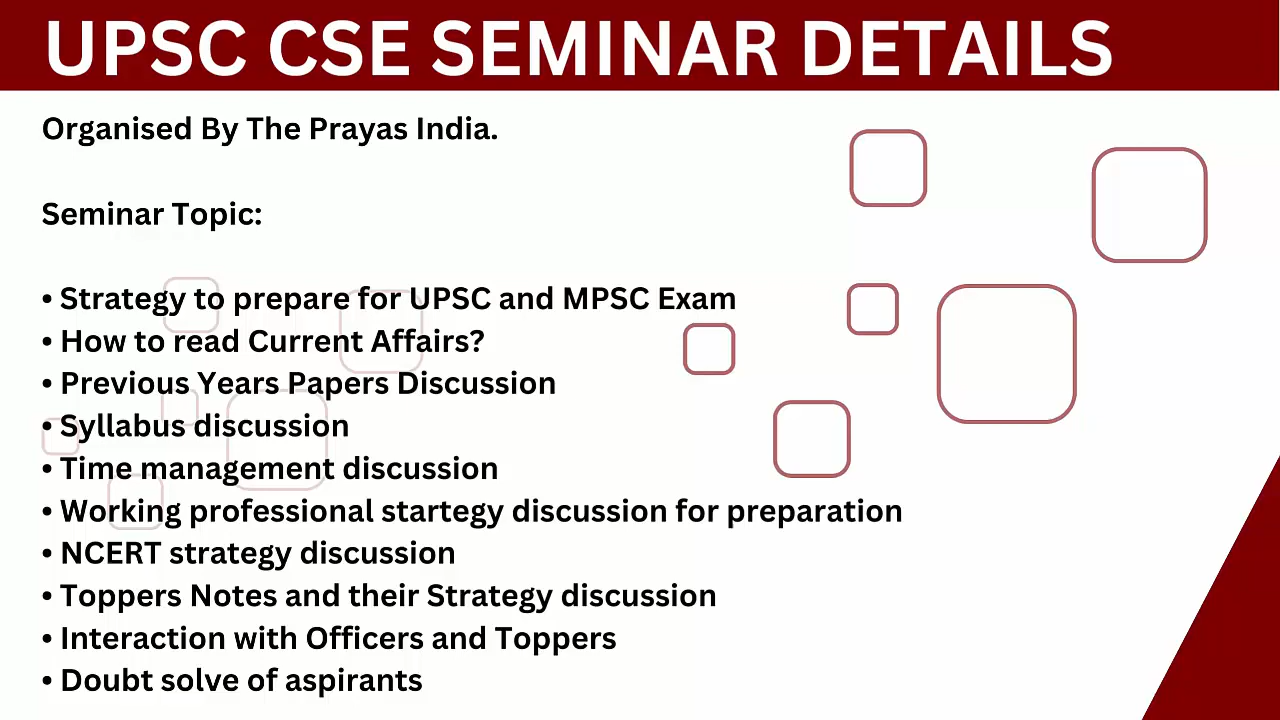 UPSC CSE SEMINAR DETAILS
Organised By The Prayas India.
Seminar Topic:
• Strategy to prepare for UPSC and MPSC Exam
• How to read Current Affairs?
• Previous Years Papers Discussion
• Syllabus discussion
• Time management discussion
• Working professional startegy discussion for preparation
• NCERT strategy discussion
• Toppers Notes and their Strategy discussion
• Interaction with Officers and Toppers
• Doubt solve of aspirants